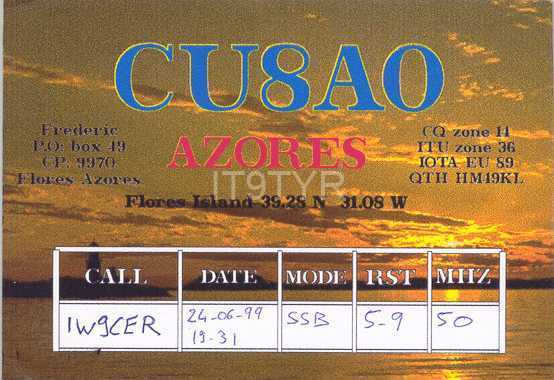 CU8AO
Frederic
P.O: box 49
CP. 9970
Flores Azores
AZORES
CQ zone 14
ITU zone 36
IOTA EU 89
QTH HM49KL
IT9TYR
Flores Island-39.28 N 31.08 W
CALL DATE MODE RST MHZ
IW9CER 24-06-99 SSB 5-9 50
19.31